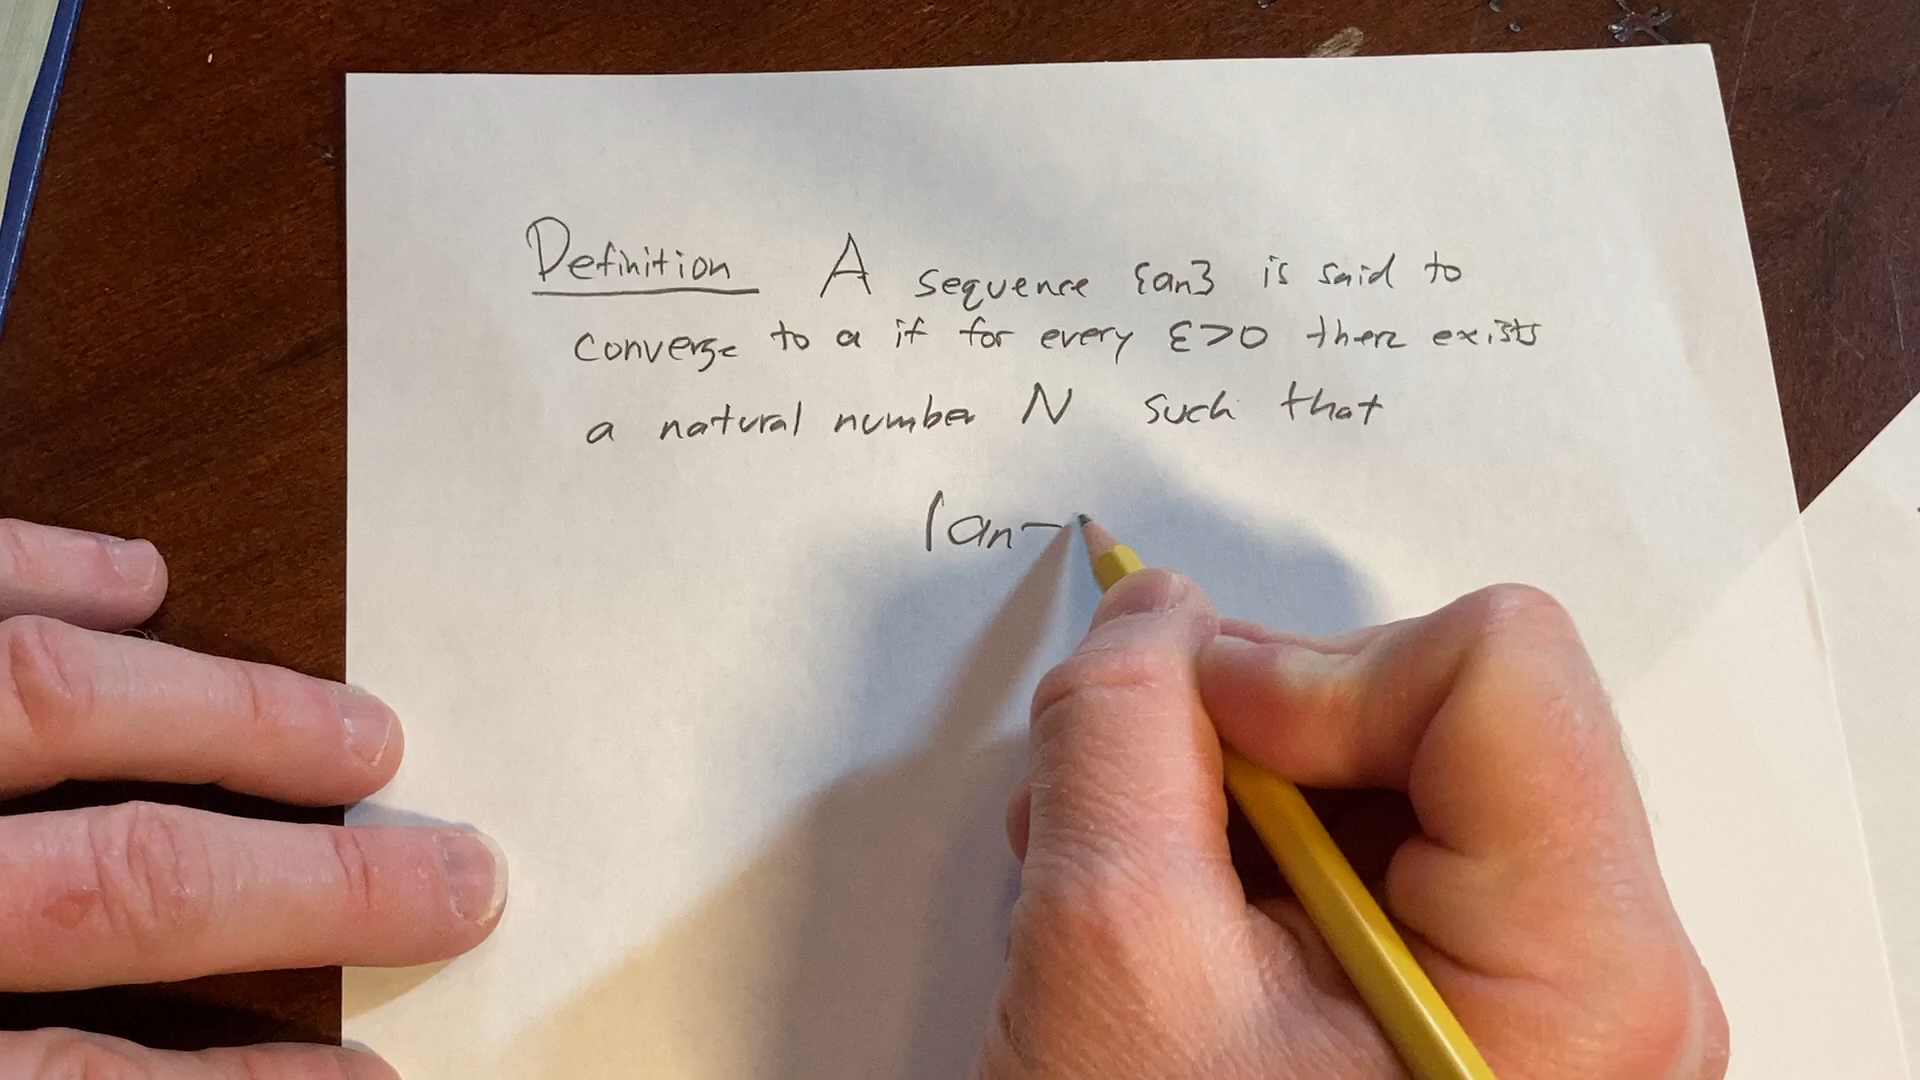 Definition A sequence {an} is said to
converge to a if for every ε>0 there exists
a natural number N such that
|an-